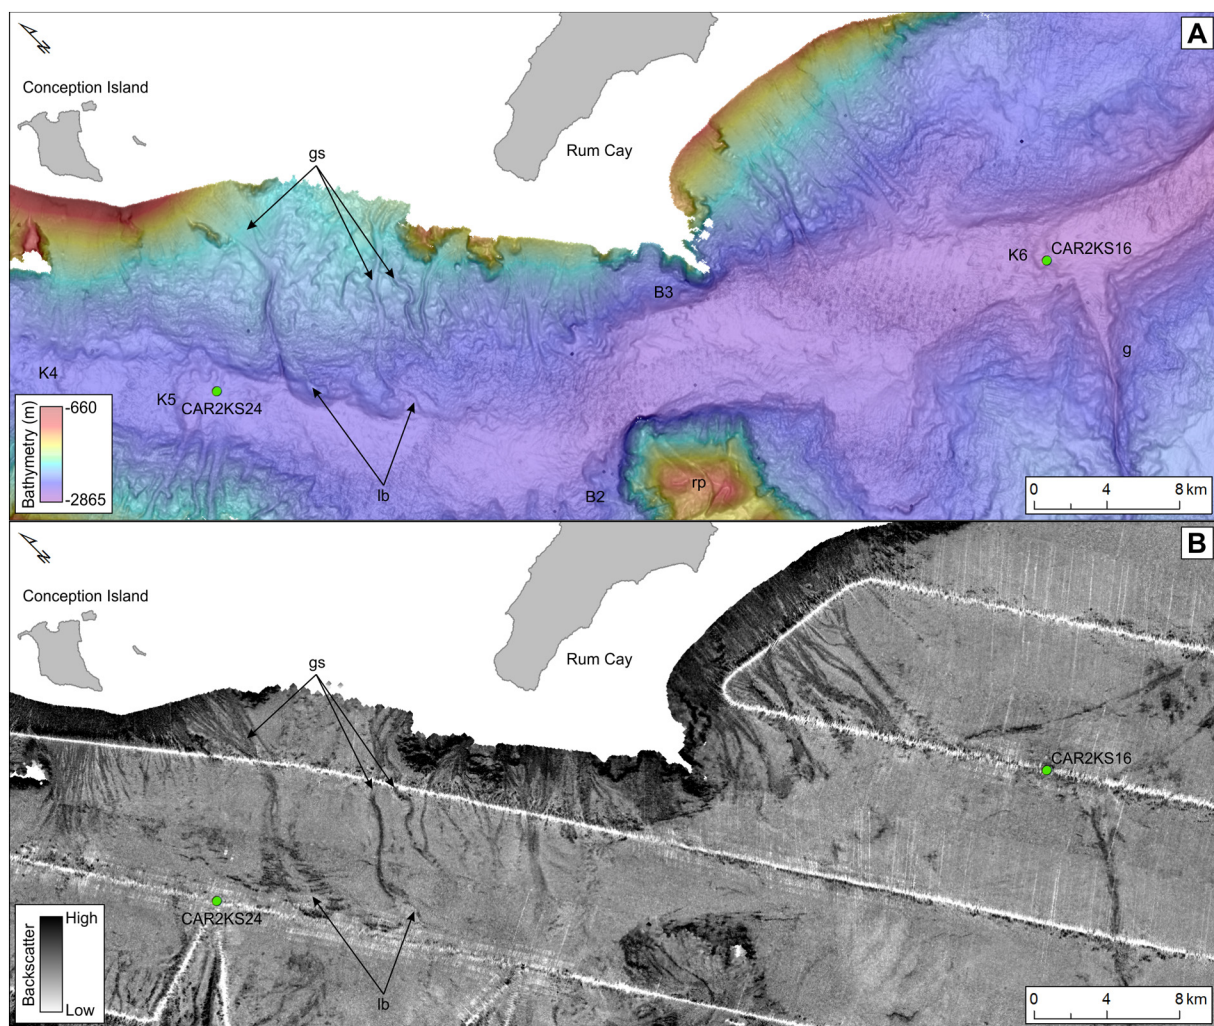 A
N
Conception Island
Rum Cay
gs
K6 CAR2KS16
B3
g
K4
K5
CAR2KS24
Bathymetry (m)
-660
-2865
lb
B2
rp
0 4 8 km
B
N
Conception Island
Rum Cay
gs
CAR2KS16
CAR2KS24
Backscatter
High
Low
lb
0 4 8 km